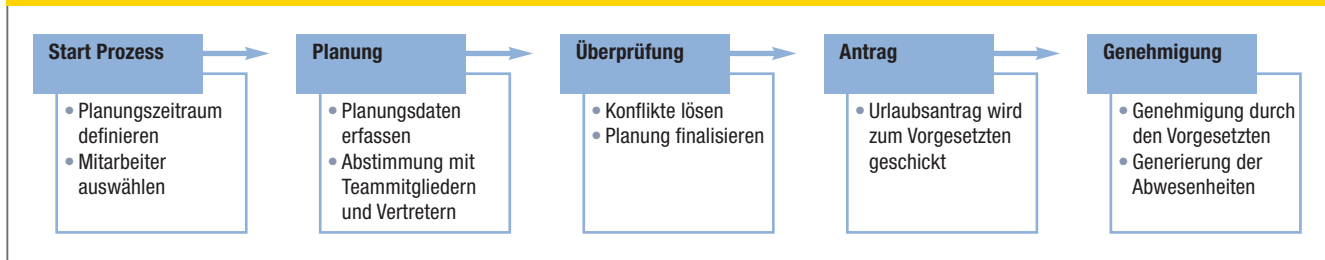 Start Prozess
• Planungszeitraum
definieren
• Mitarbeiter
auswählen
Planung
• Planungsdaten
erfassen
• Abstimmung mit
Teammitgliedern
und Vertretern
Überprüfung
• Konflikte lösen
• Planung finalisieren
Antrag
• Urlaubsantrag wird
zum Vorgesetzten
geschickt
Genehmigung
• Genehmigung durch
den Vorgesetzten
• Generierung der
Abwesenheiten